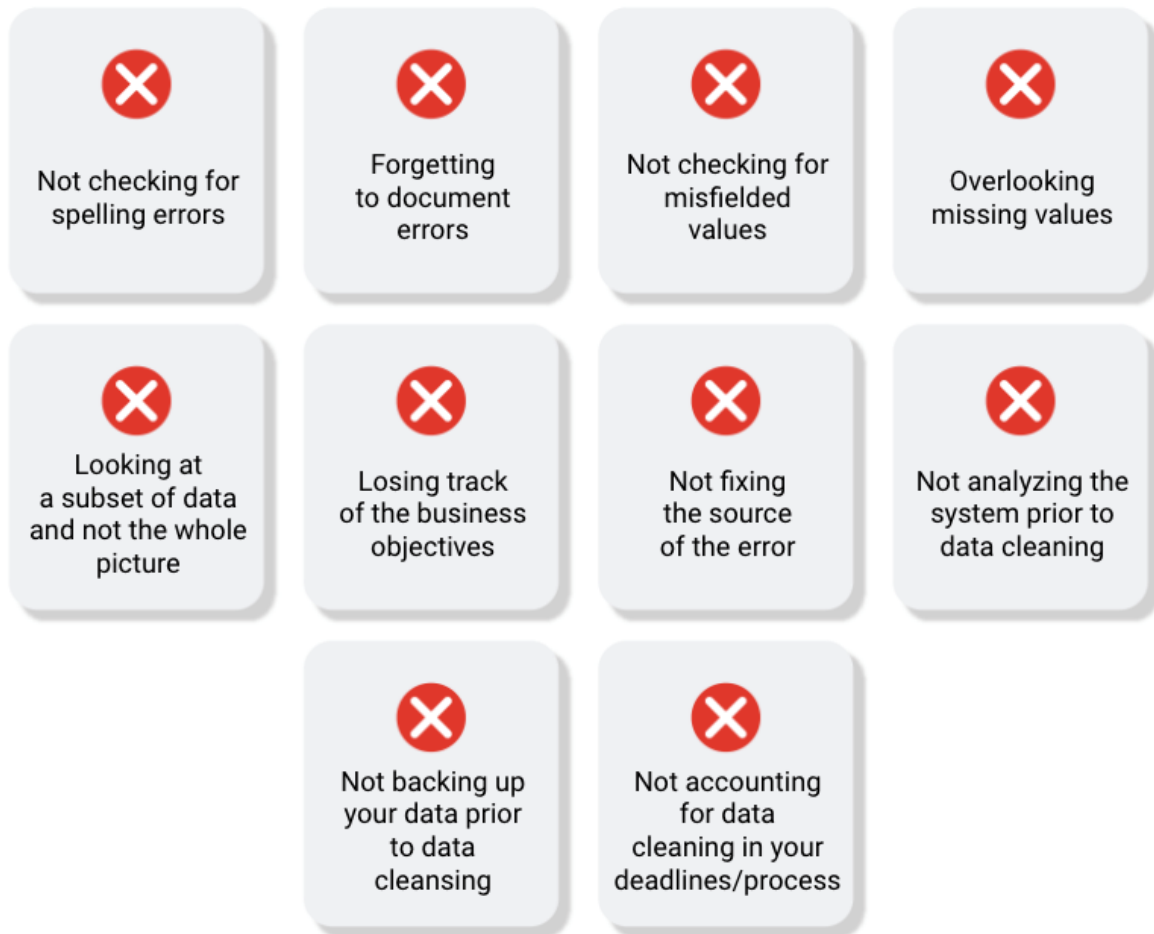 Not checking for
spelling errors
Forgetting
to document
errors
Not checking for
misfielded
values
Overlooking
missing values
Looking at
a subset of data
and not the whole
picture
Losing track
of the business
objectives
Not fixing
the source
of the error
Not analyzing the
system prior to
data cleaning
Not backing up
your data prior
to data
cleansing
Not accounting
for data
cleaning in your
deadlines/process